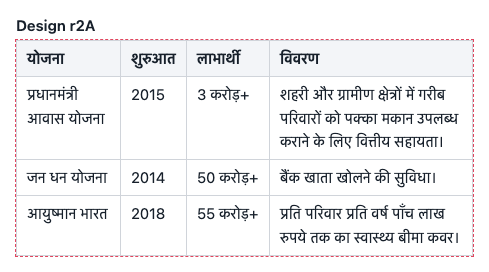 Design r2A
योजना शुरुआत लाभार्थी विवरण
प्रधानमंत्री आवास योजना 2015 3 करोड़+ शहरी और ग्रामीण क्षेत्रों में गरीब
परिवारों को पक्का मकान उपलब्ध
कराने के लिए वित्तीय सहायता।
जन धन योजना 2014 50 करोड़+ बैंक खाता खोलने की सुविधा।
आयुष्मान भारत 2018 55 करोड़+ प्रति परिवार प्रति वर्ष पाँच लाख
रुपये तक का स्वास्थ्य बीमा कवर।